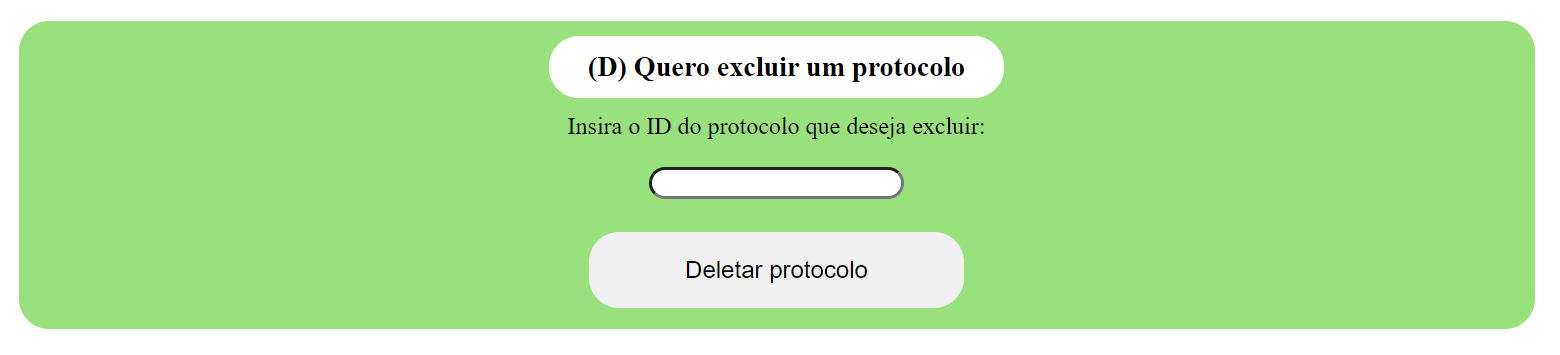 (D) Quero excluir um protocolo
Insira o ID do protocolo que deseja excluir:
Deletar protocolo